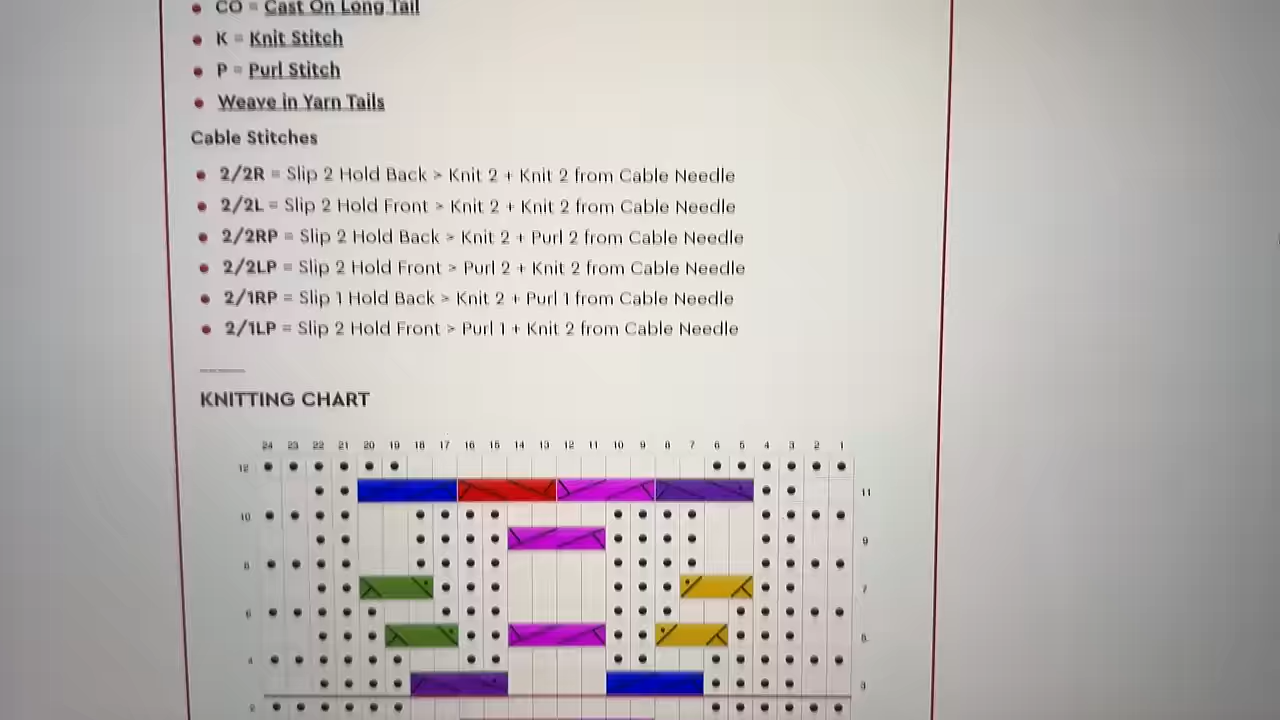 CO = Cast On Long Tail
K = Knit Stitch
P = Purl Stitch
Weave in Yarn Tails
Cable Stitches
2/2R = Slip 2 Hold Back > Knit 2 + Knit 2 from Cable Needle
2/2L = Slip 2 Hold Front > Knit 2 + Knit 2 from Cable Needle
2/2RP = Slip 2 Hold Back > Knit 2 + Purl 2 from Cable Needle
2/2LP = Slip 2 Hold Front > Purl 2 + Knit 2 from Cable Needle
2/1RP = Slip 1 Hold Back > Knit 2 + Purl 1 from Cable Needle
2/1LP = Slip 2 Hold Front > Purl 1 + Knit 2 from Cable Needle
KNITTING CHART
24 23 22 21 20 19 18 17 16 15 14 13 12 11 10 9 8 7 6 5 4 3 2 1
12
11
10
9
8
7
6
5
4
3
2